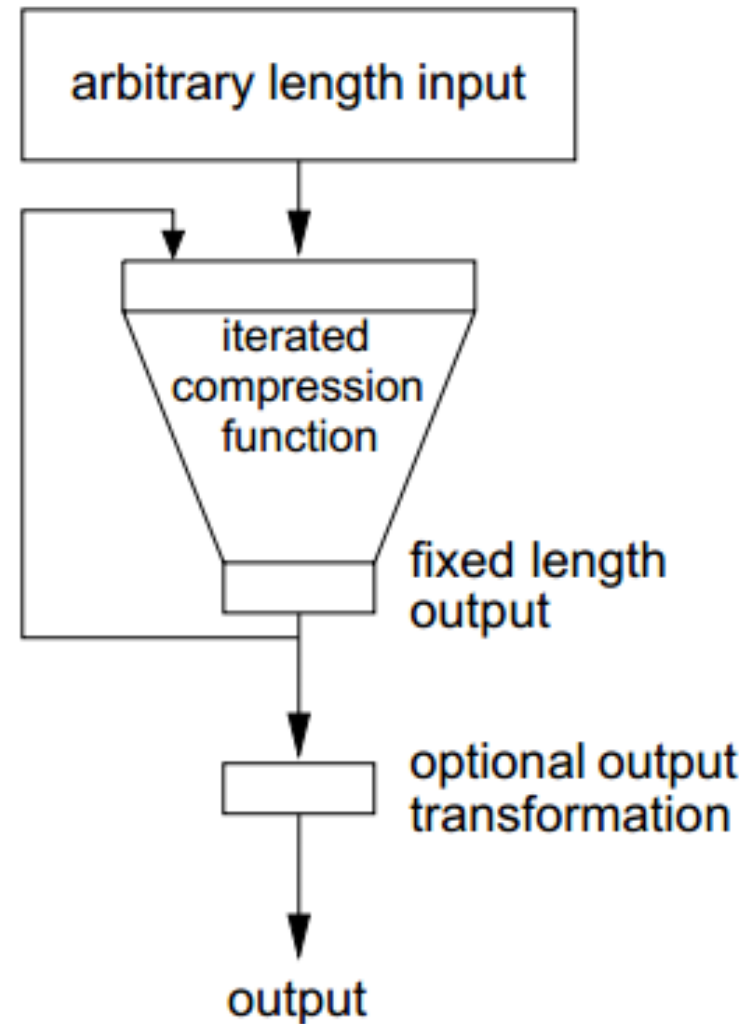 arbitrary length input
iterated
compression
function
fixed length
output
optional output
transformation
output